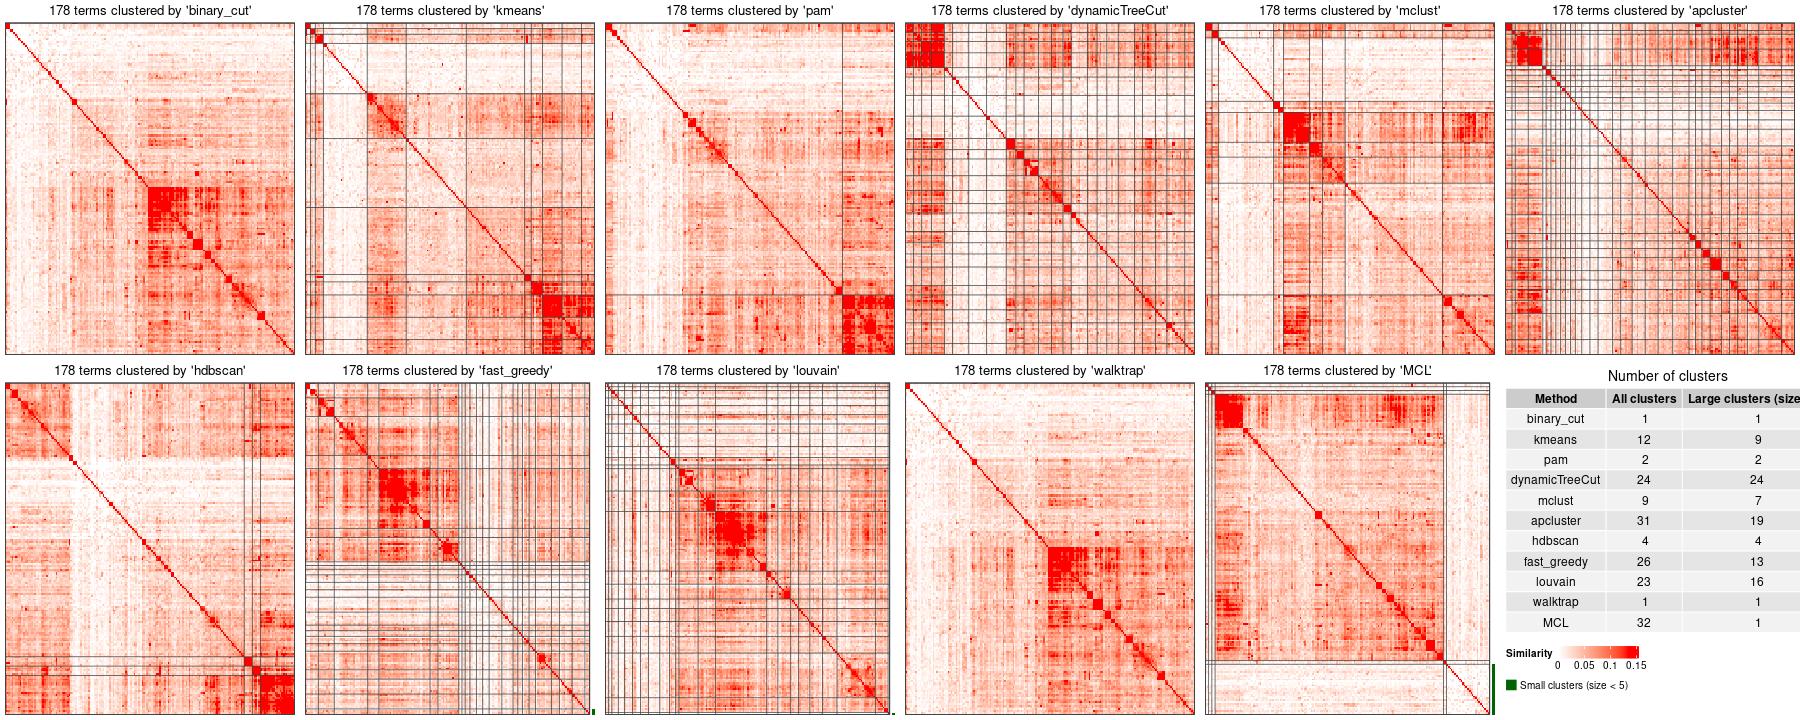 178 terms clustered by 'binary_cut'
178 terms clustered by 'kmeans'
178 terms clustered by 'pam'
178 terms clustered by 'dynamicTreeCut'
178 terms clustered by 'mclust'
178 terms clustered by 'apcluster'
178 terms clustered by 'hdbscan'
178 terms clustered by 'fast_greedy'
178 terms clustered by 'louvain'
178 terms clustered by 'walktrap'
178 terms clustered by 'MCL'
Number of clusters
Method All clusters Large clusters (size
binary_cut 1 1
kmeans 12 9
pam 2 2
dynamicTreeCut 24 24
mclust 9 7
apcluster 31 19
hdbscan 4 4
fast_greedy 26 13
louvain 23 16
walktrap 1 1
MCL 32 1
Similarity
0 0.05 0.1 0.15
Small clusters (size < 5)